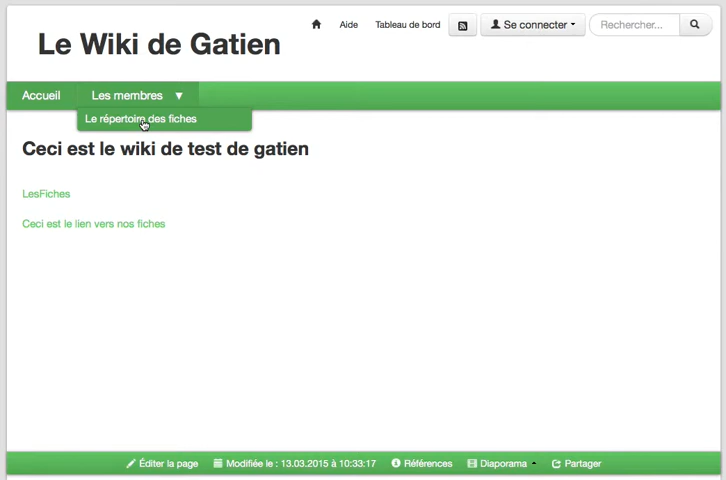 Le Wiki de Gatien
Aide Tableau de bord Se connecter Rechercher...
Accueil Les membres
Le répertoire des fiches
Ceci est le wiki de test de gatien
LesFiches
Ceci est le lien vers nos fiches
Éditer la page Modifiée le : 13.03.2015 à 10:33:17 Références Diaporama Partager